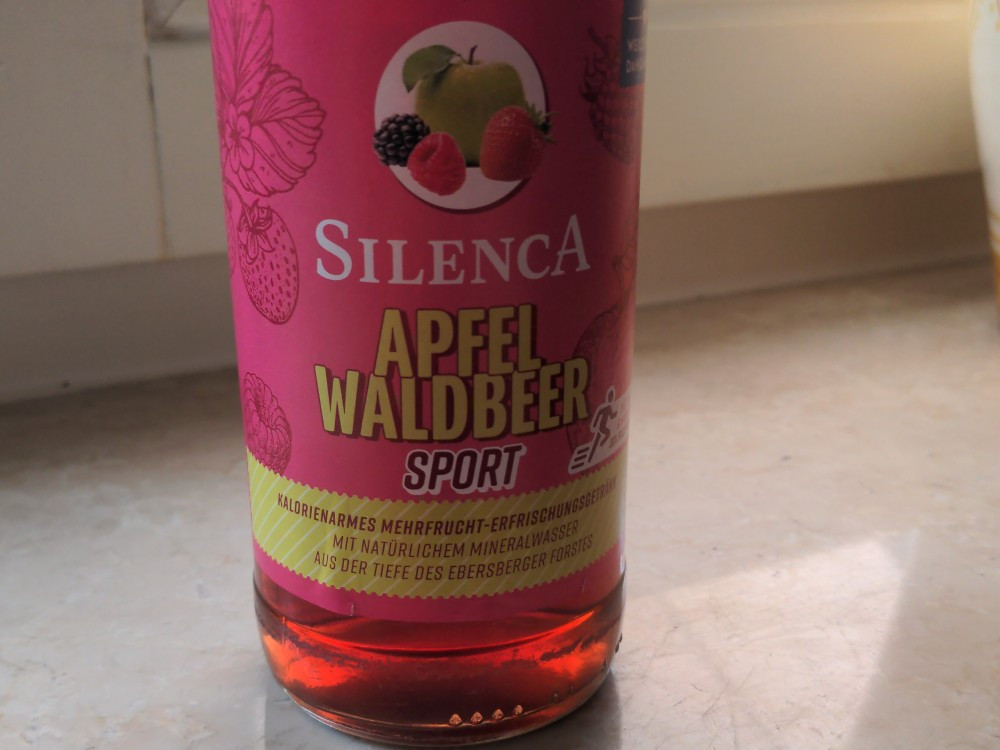 SILENCA
APFEL
WALDBEER
SPORT
KALORIENARMES MEHRFRUCHT-ERFRISCHUNGSGETRÄNK
MIT NATÜRLICHEM MINERALWASSER
AUS DER TIEFE DES EBERSBERGER FORSTES